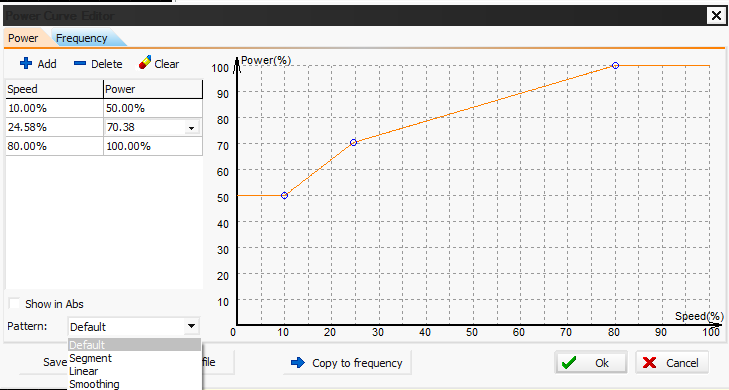 Power Curve Editor
Power Frequency
Add Delete Clear
Speed Power
10.00% 50.00%
24.58% 70.38
80.00% 100.00%
Show in Abs
Pattern: Default
Default
Segment
Linear
Smoothing
Power(%)
100
90
80
70
60
50
40
30
20
10
Speed(%)
0 10 20 30 40 50 60 70 80 90 100
Save file Copy to frequency Ok Cancel